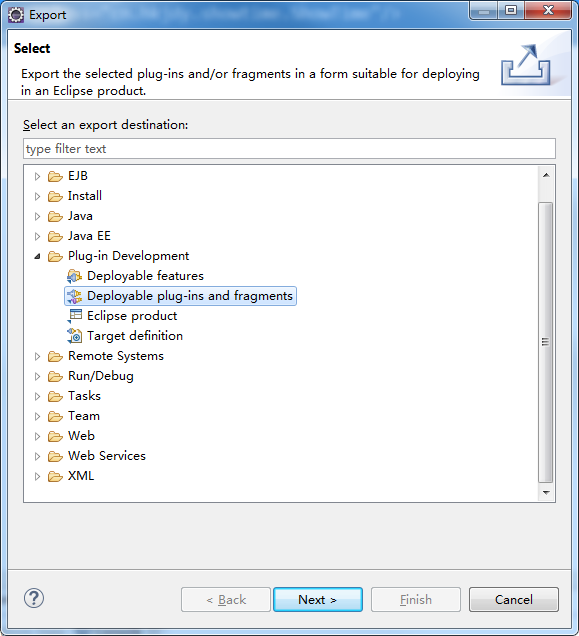 Export
Select
Export the selected plug-ins and/or fragments in a form suitable for deploying
in an Eclipse product.
Select an export destination:
type filter text
EJB
Install
Java
Java EE
Plug-in Development
Deployable features
Deployable plug-ins and fragments
Eclipse product
Target definition
Remote Systems
Run/Debug
Tasks
Team
Web
Web Services
XML
? < Back Next > Finish Cancel